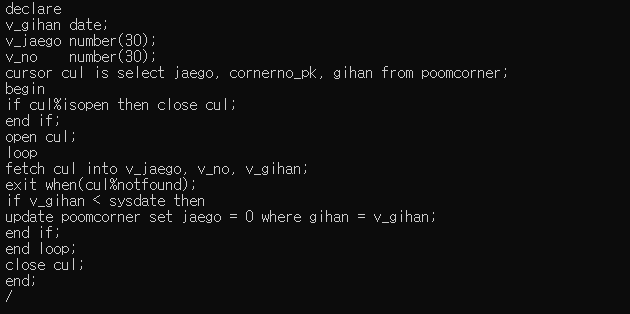 declare
v_gihan date;
v_jaego number(30);
v_no    number(30);
cursor cul is select jaego, cornerno_pk, gihan from poomcorner;
begin
if cul%isopen then close cul;
end if;
open cul;
loop
fetch cul into v_jaego, v_no, v_gihan;
exit when(cul%notfound);
if v_gihan < sysdate then
update poomcorner set jaego = 0 where gihan = v_gihan;
end if;
end loop;
close cul;
end;
/